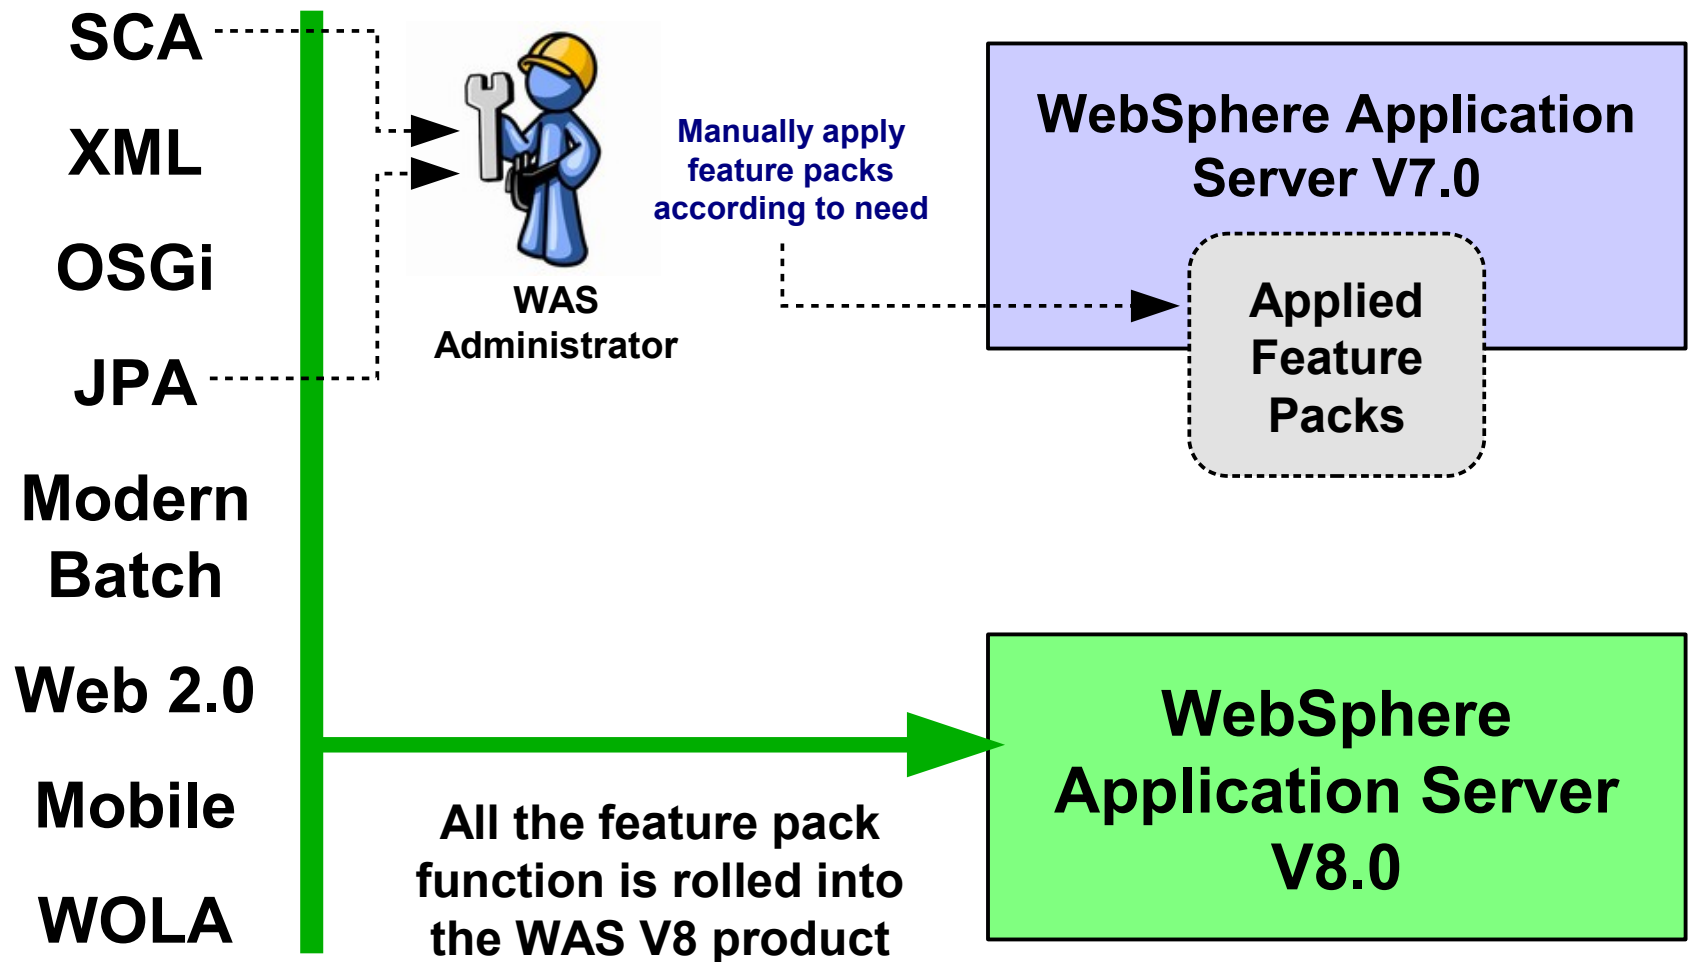 SCA
XML
OSGi
JPA
Modern
Batch
Web 2.0
Mobile
WOLA
WAS
Administrator
Manually apply
feature packs
according to need
WebSphere Application
Server V7.0
Applied
Feature
Packs
All the feature pack
function is rolled into
the WAS V8 product
WebSphere
Application Server
V8.0